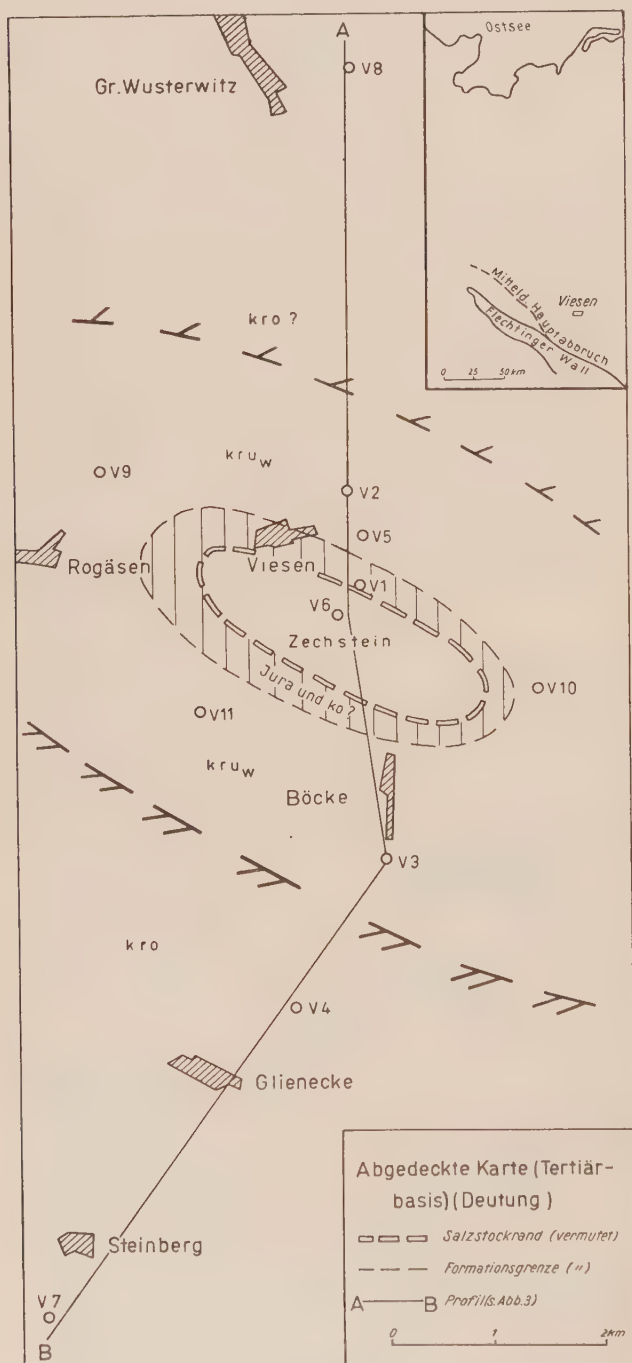 A
V8
Gr. Wusterwitz
Ostsee
Mitteld Hauptabbruch
Viesen
Flechtinger Wall
0 25 50 km
kro ?
kruw
V9
V2
V5
Rogäsen
Viesen
V1
V6
Zechstein
Jura und ko ?
V10
V11
kruw
Böcke
V3
kro
V4
Glienecke
Steinberg
V7
B
Abgedeckte Karte (Tertiär-
basis) (Deutung )
Salzstockrand (vermutet)
Formationsgrenze ( " )
A B Profil (s. Abb. 3)
0 1 2km